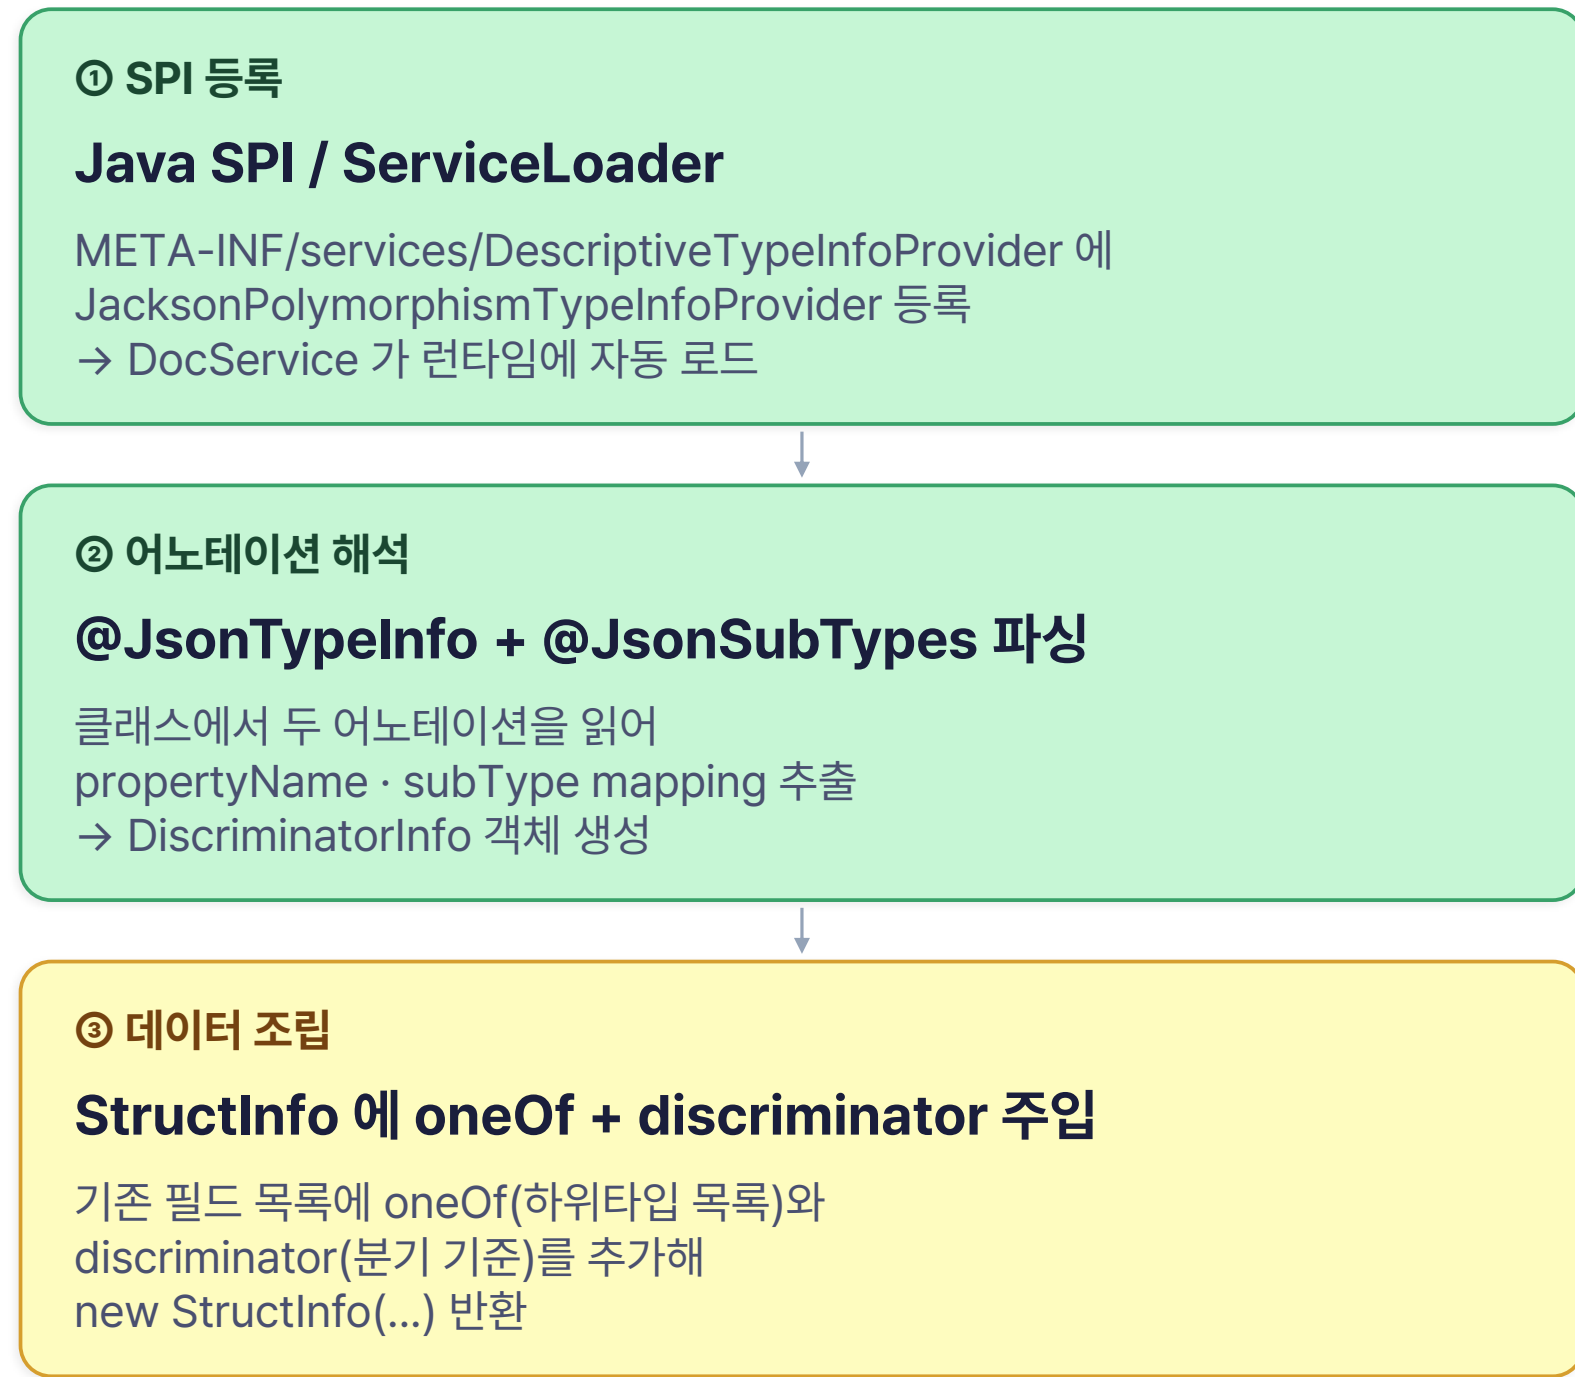 ① SPI 등록
Java SPI / ServiceLoader
META-INF/services/DescriptiveTypeInfoProvider 에
JacksonPolymorphismTypeInfoProvider 등록
→ DocService 가 런타임에 자동 로드
② 어노테이션 해석
@JsonTypeInfo + @JsonSubTypes 파싱
클래스에서 두 어노테이션을 읽어
propertyName · subType mapping 추출
→ DiscriminatorInfo 객체 생성
③ 데이터 조립
StructInfo 에 oneOf + discriminator 주입
기존 필드 목록에 oneOf(하위타입 목록)와
discriminator(분기 기준)를 추가해
new StructInfo(...) 반환